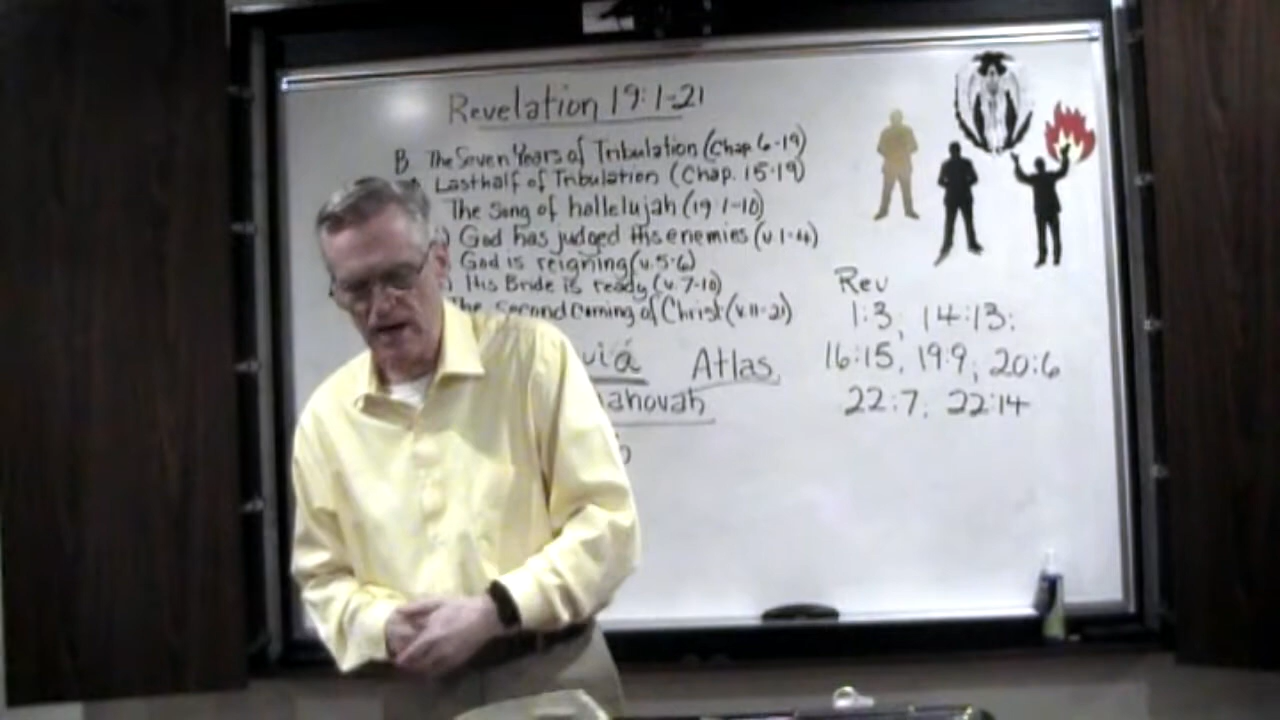 Revelation 19:1-21
B The Seven Years of Tribulation (Chap 6-19)
Last half of Tribulation (Chap. 15-19)
The Song of hallelujah (19:1-10)
) God has judged His enemies (v.1-4)
God is reigning (v.5-6)
) His Bride is ready (v.7-10)
The Second Coming of Christ (v.11-21)
Atlas
Rev
1:3; 14:13;
16:15, 19:9; 20:6
22:7; 22:14